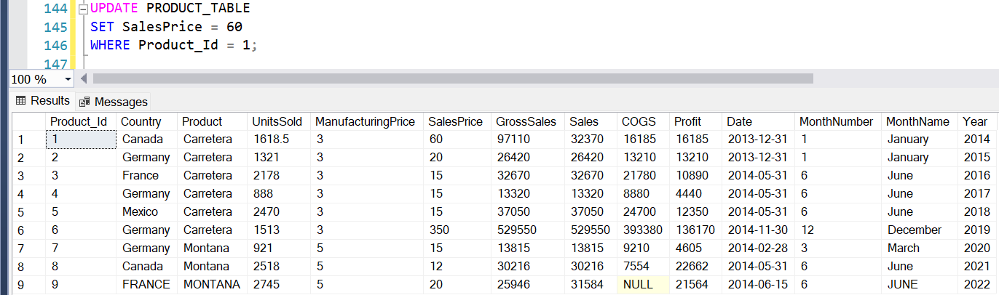 144 UPDATE PRODUCT_TABLE
145 SET SalesPrice = 60
146 WHERE Product_Id = 1;
147
100 %
Results Messages
Product_Id Country Product UnitsSold ManufacturingPrice SalesPrice GrossSales Sales COGS Profit Date MonthNumber MonthName Year
1 1 Canada Carretera 1618.5 3 60 97110 32370 16185 16185 2013-12-31 1 January 2014
2 2 Germany Carretera 1321 3 20 26420 26420 13210 13210 2013-12-31 1 January 2015
3 3 France Carretera 2178 3 15 32670 32670 21780 10890 2014-05-31 6 June 2016
4 4 Germany Carretera 888 3 15 13320 13320 8880 4440 2014-05-31 6 June 2017
5 5 Mexico Carretera 2470 3 15 37050 37050 24700 12350 2014-05-31 6 June 2018
6 6 Germany Carretera 1513 3 350 529550 529550 393380 136170 2014-11-30 12 December 2019
7 7 Germany Montana 921 5 15 13815 13815 9210 4605 2014-02-28 3 March 2020
8 8 Canada Montana 2518 5 12 30216 30216 7554 22662 2014-05-31 6 June 2021
9 9 FRANCE MONTANA 2745 5 20 25946 31584 NULL 21564 2014-06-15 6 JUNE 2022